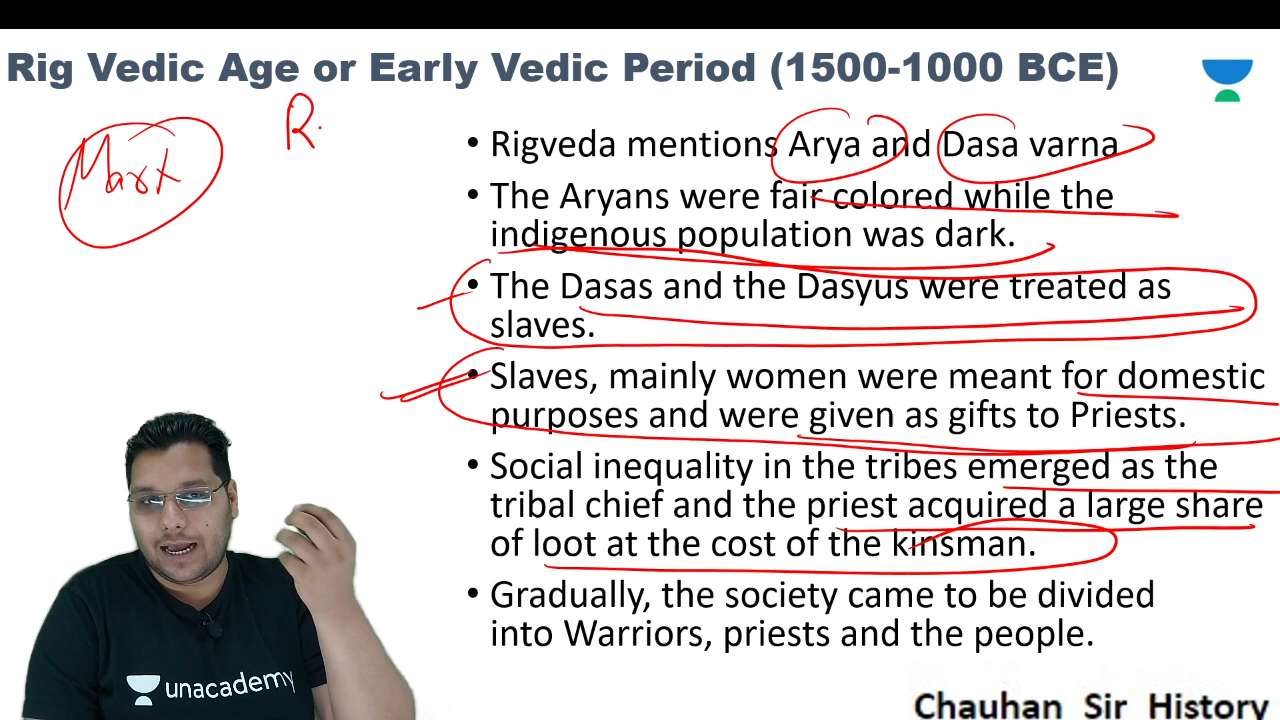 Rig Vedic Age or Early Vedic Period (1500-1000 BCE)
Marx
R.
• Rigveda mentions Arya and Dasa varna
• The Aryans were fair colored while the
indigenous population was dark.
• The Dasas and the Dasyus were treated as
slaves.
• Slaves, mainly women were meant for domestic
purposes and were given as gifts to Priests.
• Social inequality in the tribes emerged as the
tribal chief and the priest acquired a large share
of loot at the cost of the kinsman.
• Gradually, the society came to be divided
into Warriors, priests and the people.
unacademy
Chauhan Sir History